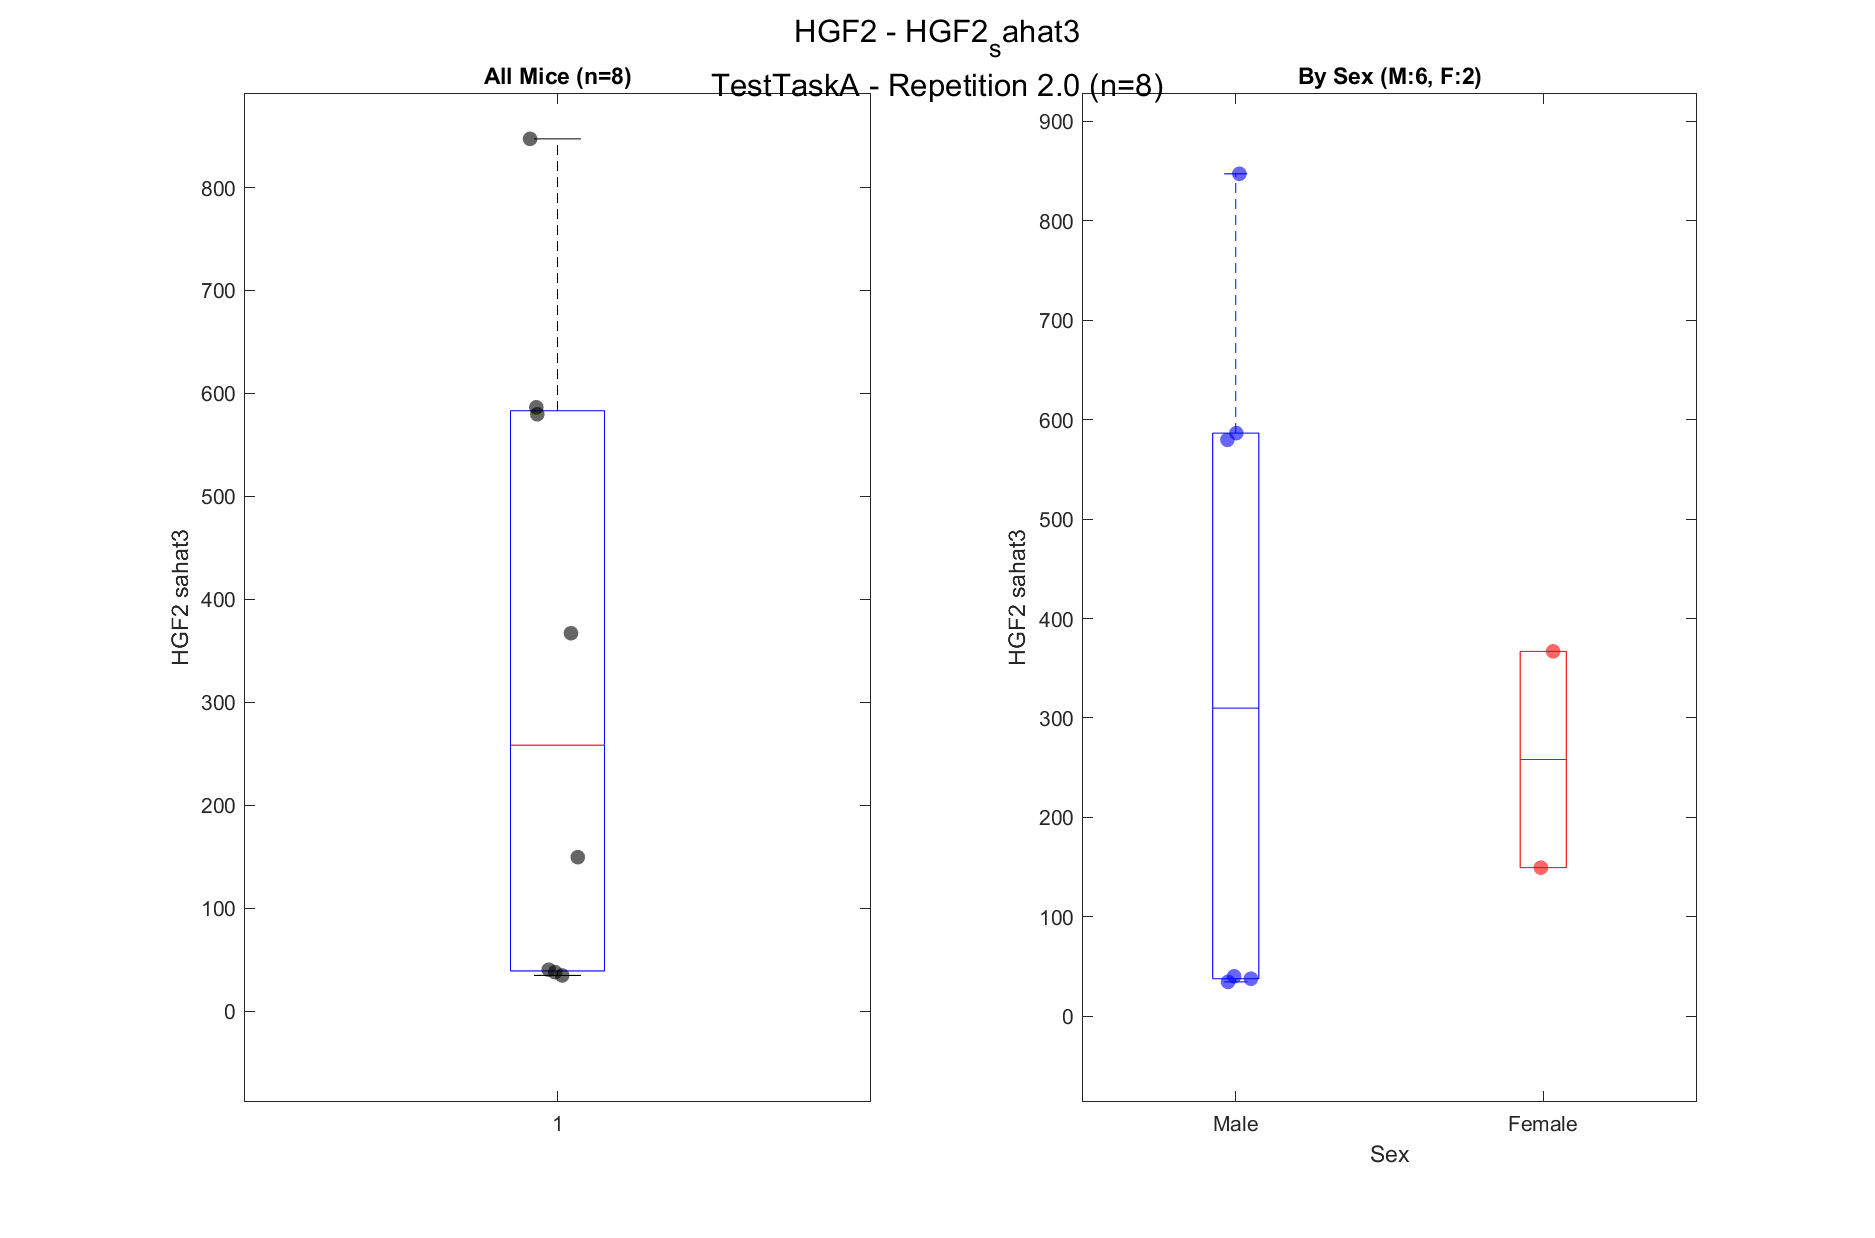 HGF2 - HGF2sahat3
TestTaskA - Repetition 2.0 (n=8)
All Mice (n=8)
800
700
600
500
400
300
200
100
0
HGF2 sahat3
1
By Sex (M:6, F:2)
900
800
700
600
500
400
300
200
100
0
HGF2 sahat3
Male
Female
Sex